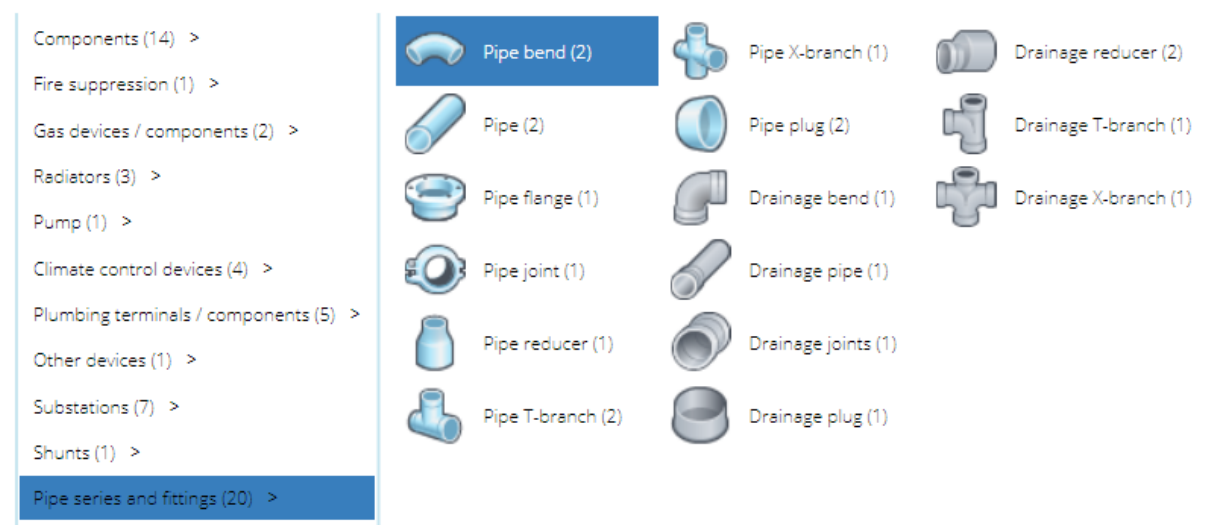 Components (14) >
Fire suppression (1) >
Gas devices / components (2) >
Radiators (3) >
Pump (1) >
Climate control devices (4) >
Plumbing terminals / components (5) >
Other devices (1) >
Substations (7) >
Shunts (1) >
Pipe series and fittings (20) >
Pipe bend (2)
Pipe (2)
Pipe flange (1)
Pipe joint (1)
Pipe reducer (1)
Pipe T-branch (2)
Pipe X-branch (1)
Pipe plug (2)
Drainage bend (1)
Drainage pipe (1)
Drainage joints (1)
Drainage plug (1)
Drainage reducer (2)
Drainage T-branch (1)
Drainage X-branch (1)